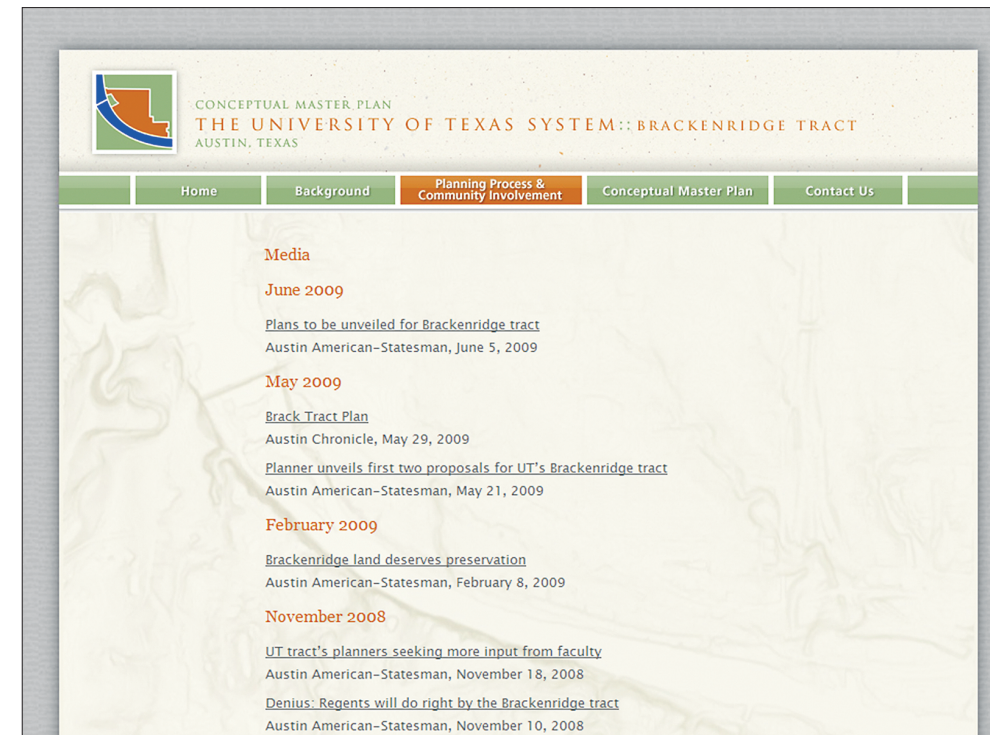 CONCEPTUAL MASTER PLAN
THE UNIVERSITY OF TEXAS SYSTEM::BRACKENRIDGE TRACT
AUSTIN, TEXAS
Home
Background
Planning Process &
Community Involvement
Conceptual Master Plan
Contact Us
Media
June 2009
Plans to be unveiled for Brackenridge tract
Austin American-Statesman, June 5, 2009
May 2009
Brack Tract Plan
Austin Chronicle, May 29, 2009
Planner unveils first two proposals for UT's Brackenridge tract
Austin American-Statesman, May 21, 2009
February 2009
Brackenridge land deserves preservation
Austin American-Statesman, February 8, 2009
November 2008
UT tract's planners seeking more input from faculty
Austin American-Statesman, November 18, 2008
Denius: Regents will do right by the Brackenridge tract
Austin American-Statesman, November 10, 2008